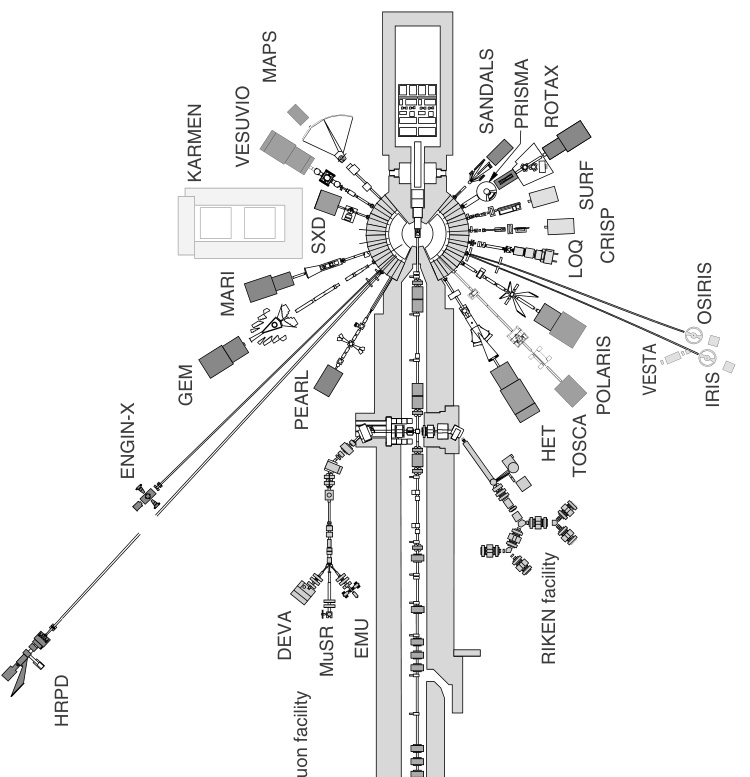 MAPS
SANDALS
PRISMA
ROTAX
VESUVIO
KARMEN
SURF
SXD
CRISP
LOQ
MARI
OSIRIS
GEM
POLARIS
VESTA
IRIS
PEARL
HET
TOSCA
ENGIN-X
RIKEN facility
DEVA
MuSR
EMU
HRPD
uon facility